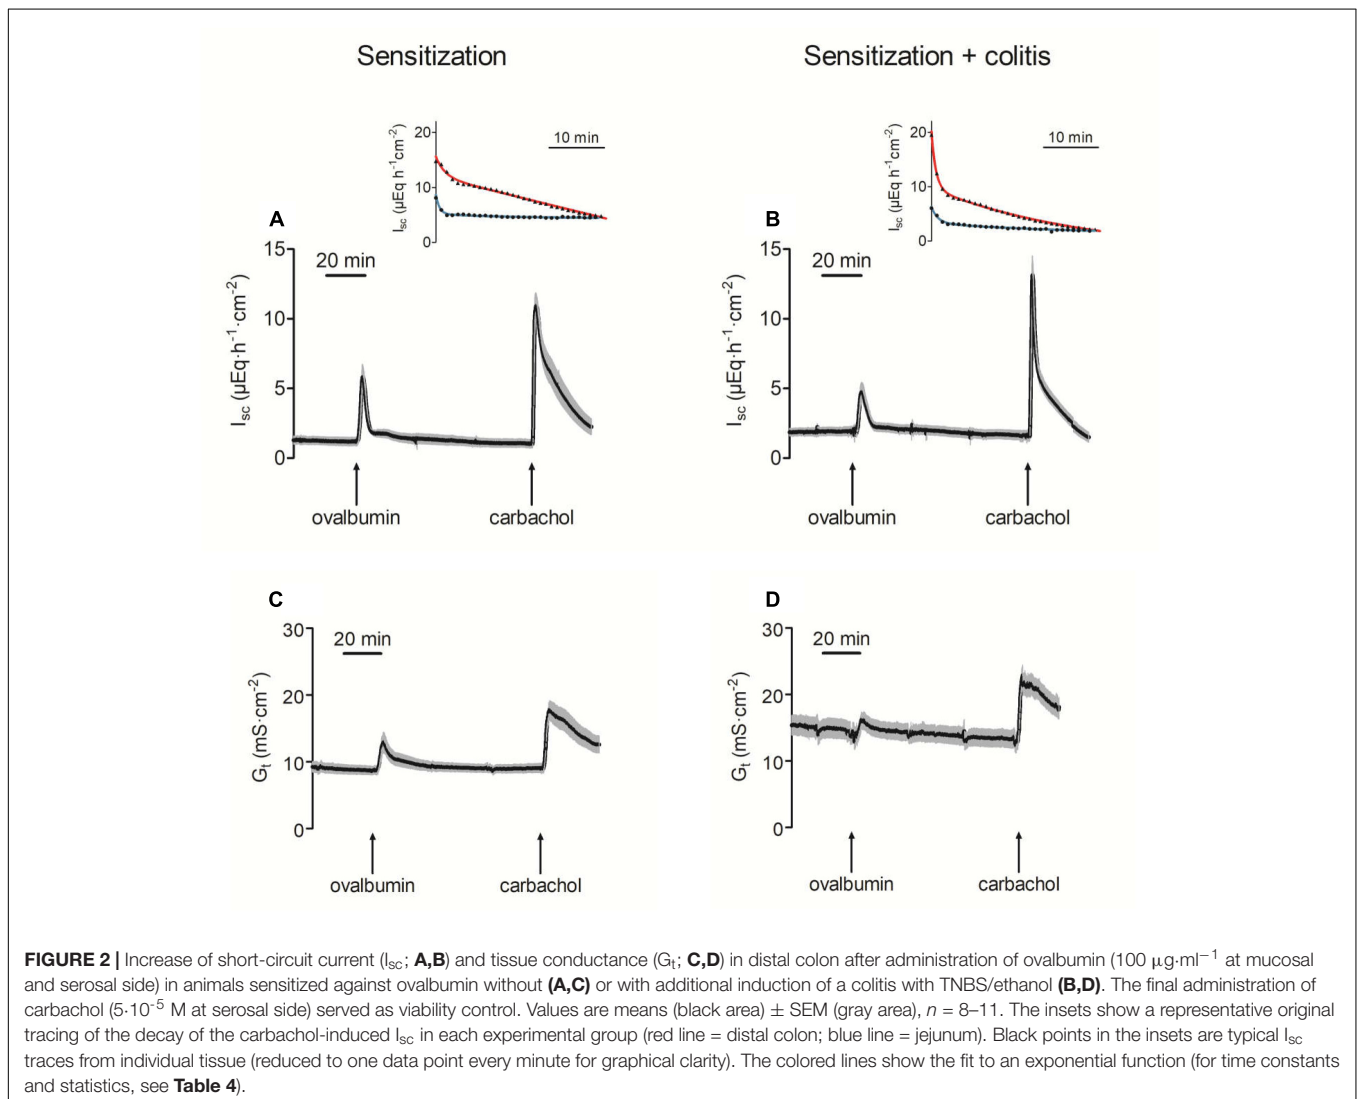 Sensitization
Sensitization + colitis
20
10
0
Isc (µEq h⁻¹cm⁻²)
10 min
20
10
0
Isc (µEq h⁻¹cm⁻²)
10 min
A
15
10
5
0
Isc (µEq·h⁻¹·cm⁻²)
20 min
ovalbumin
carbachol
B
15
10
5
0
Isc (µEq·h⁻¹·cm⁻²)
20 min
ovalbumin
carbachol
C
30
20
10
0
Gt (mS·cm⁻²)
20 min
ovalbumin
carbachol
D
30
20
10
0
Gt (mS·cm⁻²)
20 min
ovalbumin
carbachol
FIGURE 2 | Increase of short-circuit current (Isc; A,B) and tissue conductance (Gt; C,D) in distal colon after administration of ovalbumin (100 µg·ml⁻¹ at mucosal
and serosal side) in animals sensitized against ovalbumin without (A,C) or with additional induction of a colitis with TNBS/ethanol (B,D). The final administration of
carbachol (5·10⁻⁵ M at serosal side) served as viability control. Values are means (black area) ± SEM (gray area), n = 8–11. The insets show a representative original
tracing of the decay of the carbachol-induced Isc in each experimental group (red line = distal colon; blue line = jejunum). Black points in the insets are typical Isc
traces from individual tissue (reduced to one data point every minute for graphical clarity). The colored lines show the fit to an exponential function (for time constants
and statistics, see Table 4).